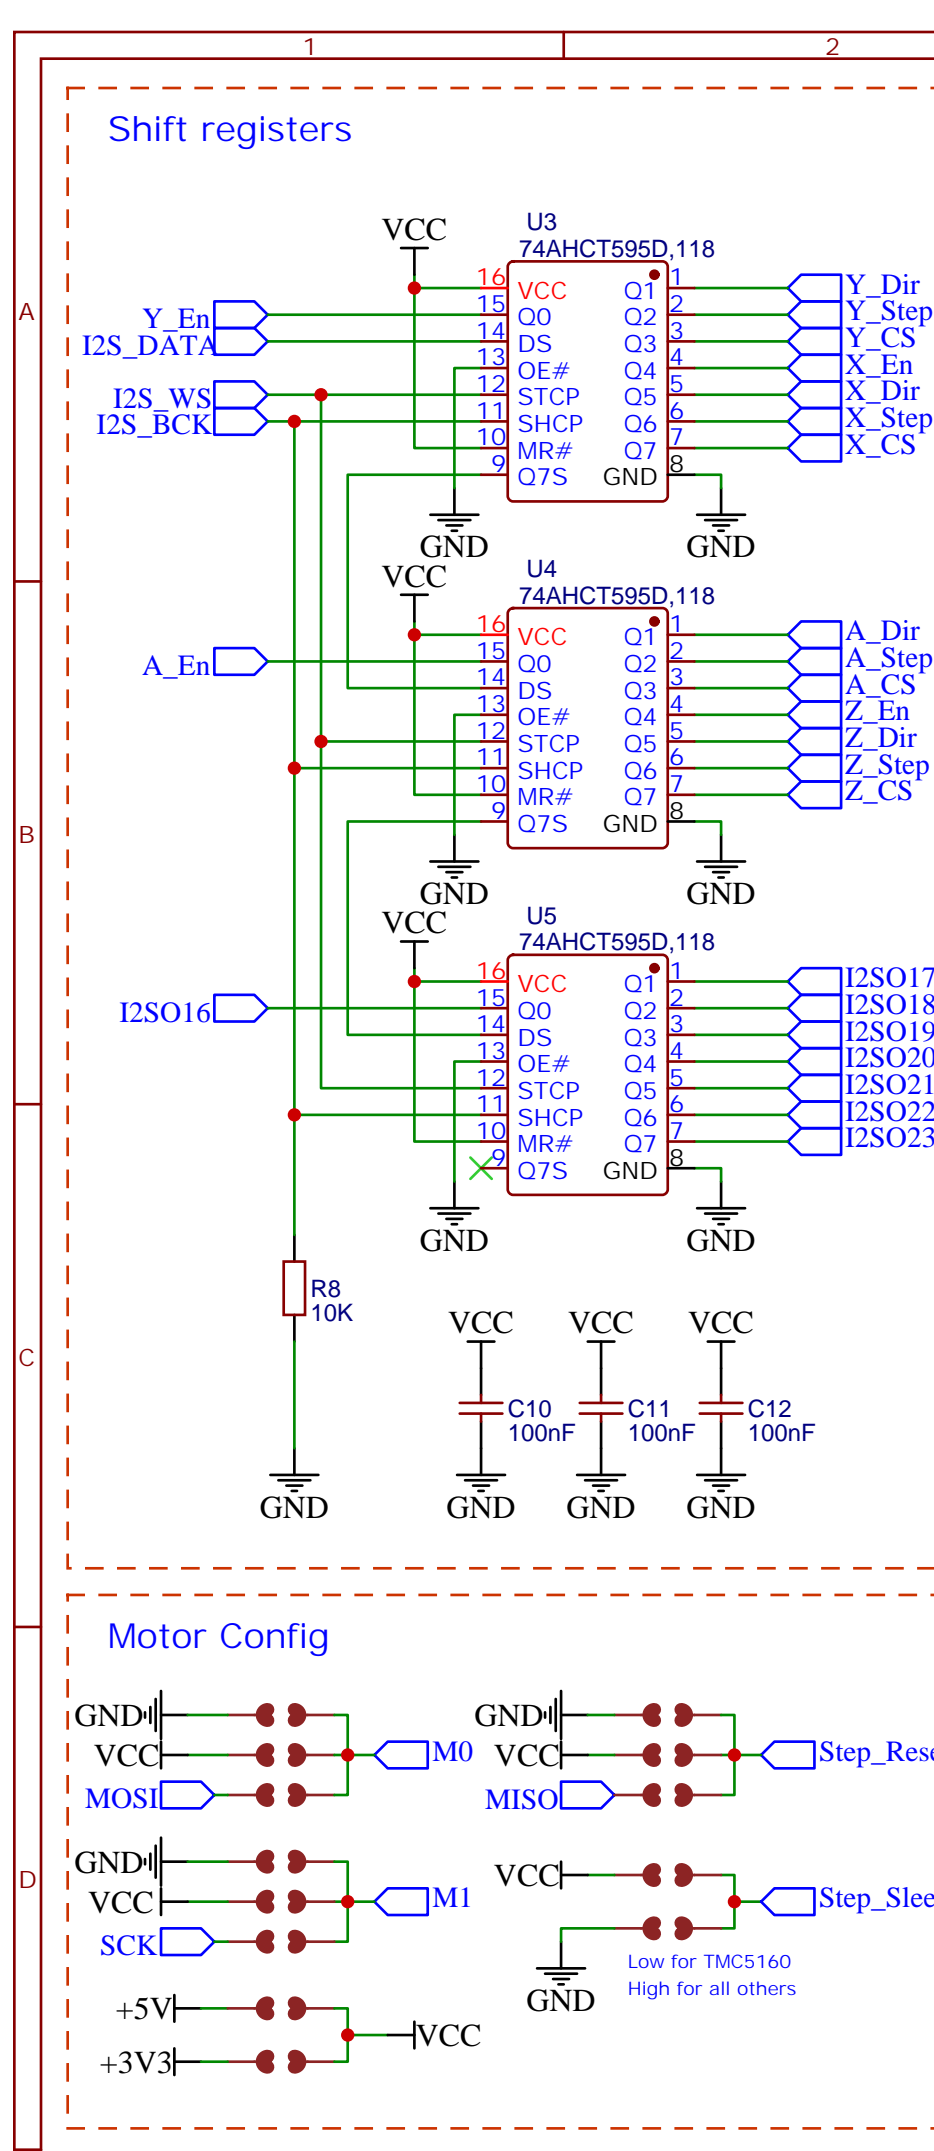 1
2
Shift registers
A
VCC
U3
74AHCT595D,118
16 VCC Q1 1 Y_Dir
Y_En 15 Q0 Q2 2 Y_Step
I2S_DATA 14 DS Q3 3 Y_CS
13 OE# Q4 4 X_En
I2S_WS 12 STCP Q5 5 X_Dir
I2S_BCK 11 SHCP Q6 6 X_Step
10 MR# Q7 7 X_CS
9 Q7S GND 8
GND
GND
VCC
U4
74AHCT595D,118
16 VCC Q1 1 A_Dir
A_En 15 Q0 Q2 2 A_Step
14 DS Q3 3 A_CS
13 OE# Q4 4 Z_En
12 STCP Q5 5 Z_Dir
11 SHCP Q6 6 Z_Step
10 MR# Q7 7 Z_CS
9 Q7S GND 8
B
GND
GND
VCC
U5
74AHCT595D,118
16 VCC Q1 1 I2SO17
I2SO16 15 Q0 Q2 2 I2SO18
14 DS Q3 3 I2SO19
13 OE# Q4 4 I2SO20
12 STCP Q5 5 I2SO21
11 SHCP Q6 6 I2SO22
10 MR# Q7 7 I2SO23
9 Q7S GND 8
GND
GND
R8
10K
GND
C
VCC
VCC
VCC
C10
100nF
C11
100nF
C12
100nF
GND
GND
GND
Motor Config
GND
VCC M0
MOSI
GND
VCC Step_Rese
MISO
D
GND
VCC M1
SCK
VCC
Step_Slee
GND
Low for TMC5160
High for all others
+5V
VCC
+3V3